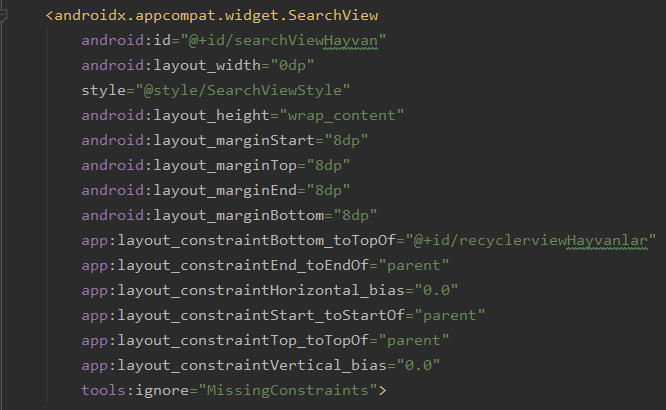 <androidx.appcompat.widget.SearchView
android:id="@+id/searchViewHayvan"
android:layout_width="0dp"
style="@style/SearchViewStyle"
android:layout_height="wrap_content"
android:layout_marginStart="8dp"
android:layout_marginTop="8dp"
android:layout_marginEnd="8dp"
android:layout_marginBottom="8dp"
app:layout_constraintBottom_toTopOf="@+id/recyclerviewHayvanlar"
app:layout_constraintEnd_toEndOf="parent"
app:layout_constraintHorizontal_bias="0.0"
app:layout_constraintStart_toStartOf="parent"
app:layout_constraintTop_toTopOf="parent"
app:layout_constraintVertical_bias="0.0"
tools:ignore="MissingConstraints">